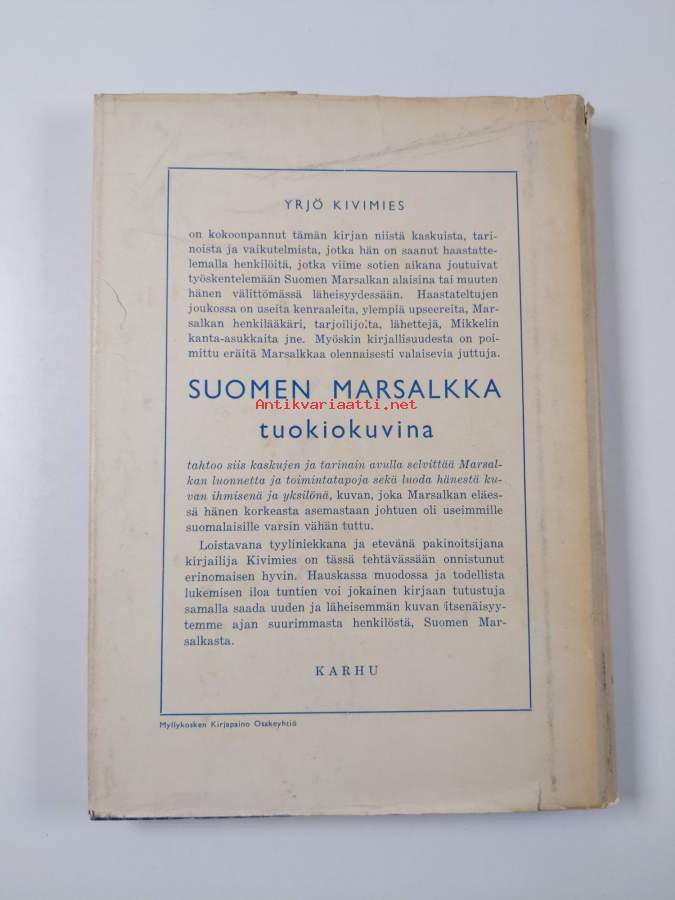 YRJÖ KIVIMIES
on kokoonpannut tämän kirjan niistä kaskuista, tari-
noista ja vaikutelmista, jotka hän on saanut haastatte-
lemalla henkilöitä, jotka viime sotien aikana joutuivat
työskentelemään Suomen Marsalkan alaisina tai muuten
hänen välittömässä läheisyydessään. Haastateltujen
joukossa on useita kenraaleita, ylempiä upseereita, Mar-
salkan henkilääkäri, tarjoilijoita, lähettejä, Mikkelin
kanta-asukkaita jne. Myöskin kirjallisuudesta on poi-
mittu eräitä Marsalkkaa olennaisesti valaisevia juttuja.
SUOMEN MARSALKKA
Antikvariaatti.net
tuokiokuvina
tahtoo siis kaskujen ja tarinain avulla selvittää Marsal-
kan luonnetta ja toimintatapoja sekä luoda hänestä ku-
van ihmisenä ja yksilönä, kuvan, joka Marsalkan eläes-
sä hänen korkeasta asemastaan johtuen oli useimmille
suomalaisille varsin vähän tuttu.
Loistavana tyyliniekkana ja etevänä pakinoitsijana
kirjailija Kivimies on tässä tehtävässään onnistunut
erinomaisen hyvin. Hauskassa muodossa ja todellista
lukemisen iloa tuntien voi jokainen kirjaan tutustuja
samalla saada uuden ja läheisemmän kuvan itsenäisyy-
temme ajan suurimmasta henkilöstä, Suomen Mar-
salkasta.
KARHU
Myllykosken Kirjapaino Osakeyhtiö